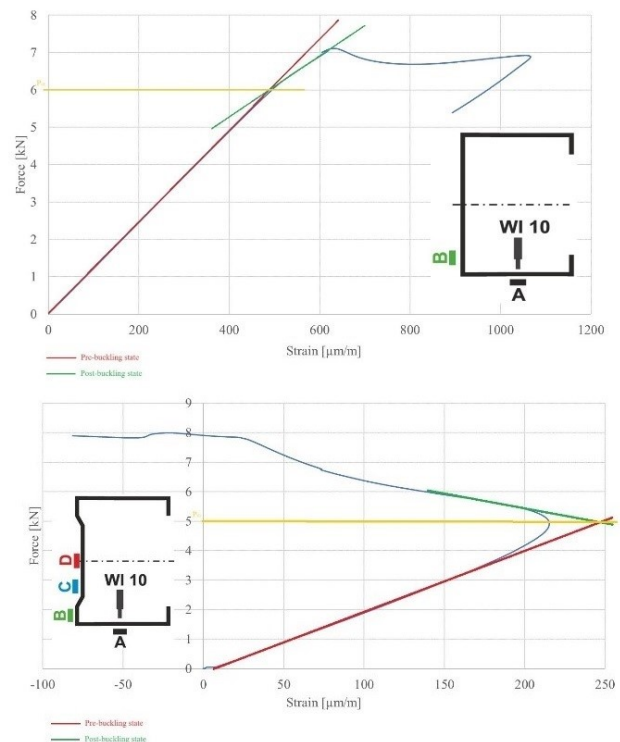 8
7
6
5
4
3
2
1
0
Force [kN]
0
200
400
600
800
1000
1200
Strain [µm/m]
Pre-buckling state
Post-buckling state
B
WI 10
A
9
8
7
6
5
4
3
2
1
0
Force [kN]
-100
-50
0
50
100
150
200
250
Strain [µm/m]
D
C
B
WI 10
A
Pre-buckling state
Post-buckling state